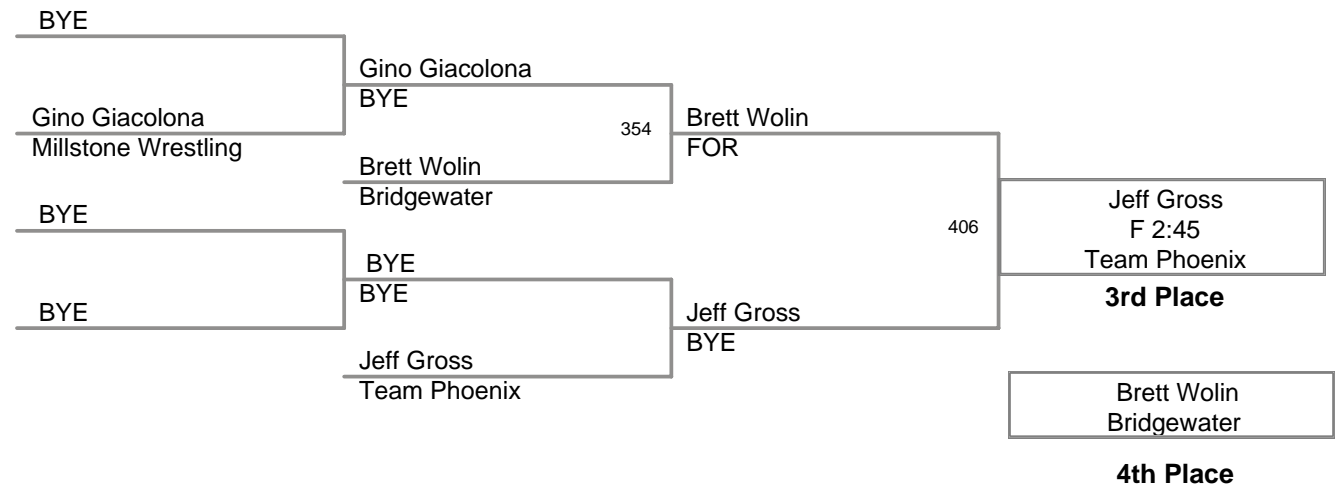 BYE
Gino Giacolona
BYE
Gino Giacolona
Millstone Wrestling
354
Brett Wolin
FOR
Brett Wolin
Bridgewater
BYE
Jeff Gross
F 2:45
Team Phoenix
406
BYE
BYE
3rd Place
BYE
Jeff Gross
BYE
Jeff Gross
Team Phoenix
Brett Wolin
Bridgewater
4th Place